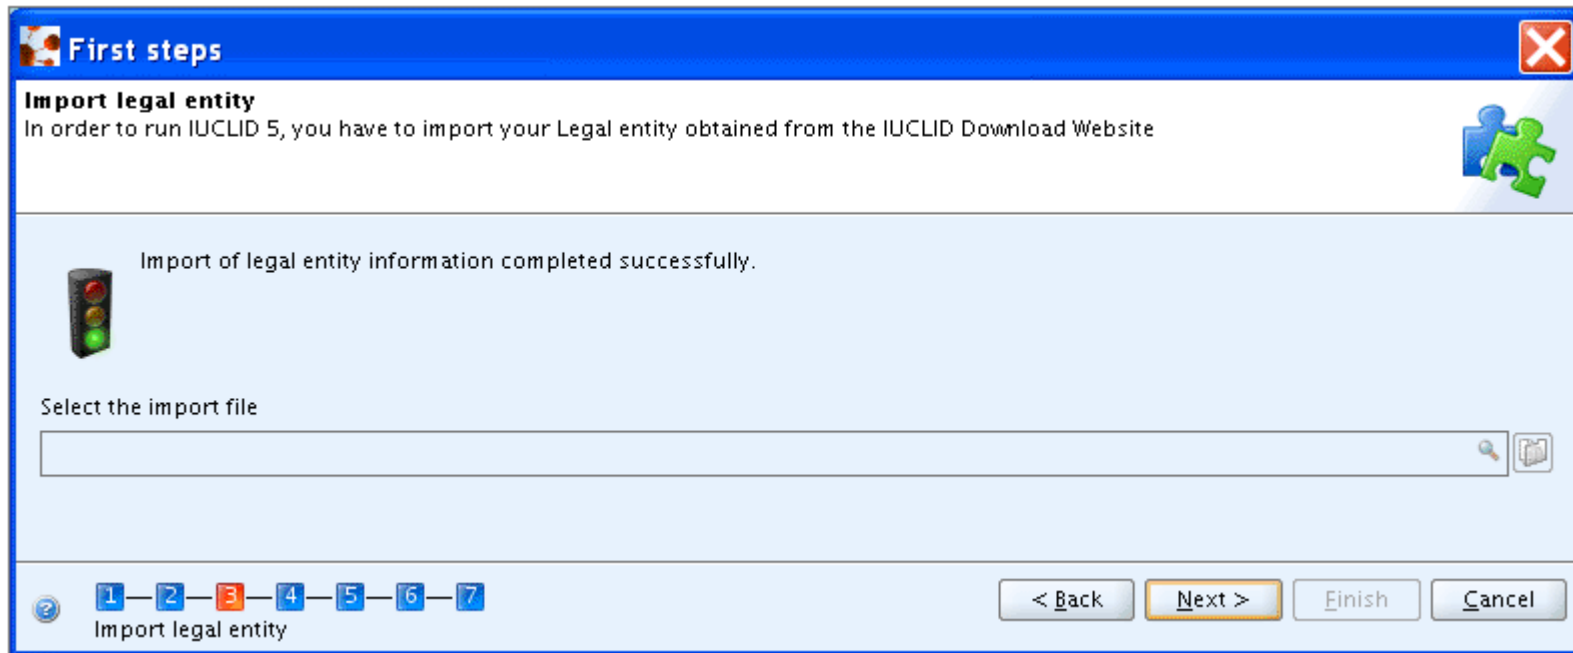 First steps
Import legal entity
In order to run IUCLID 5, you have to import your Legal entity obtained from the IUCLID Download Website
Import of legal entity information completed successfully.
Select the import file
1 2 3 4 5 6 7
Import legal entity
< Back Next > Finish Cancel